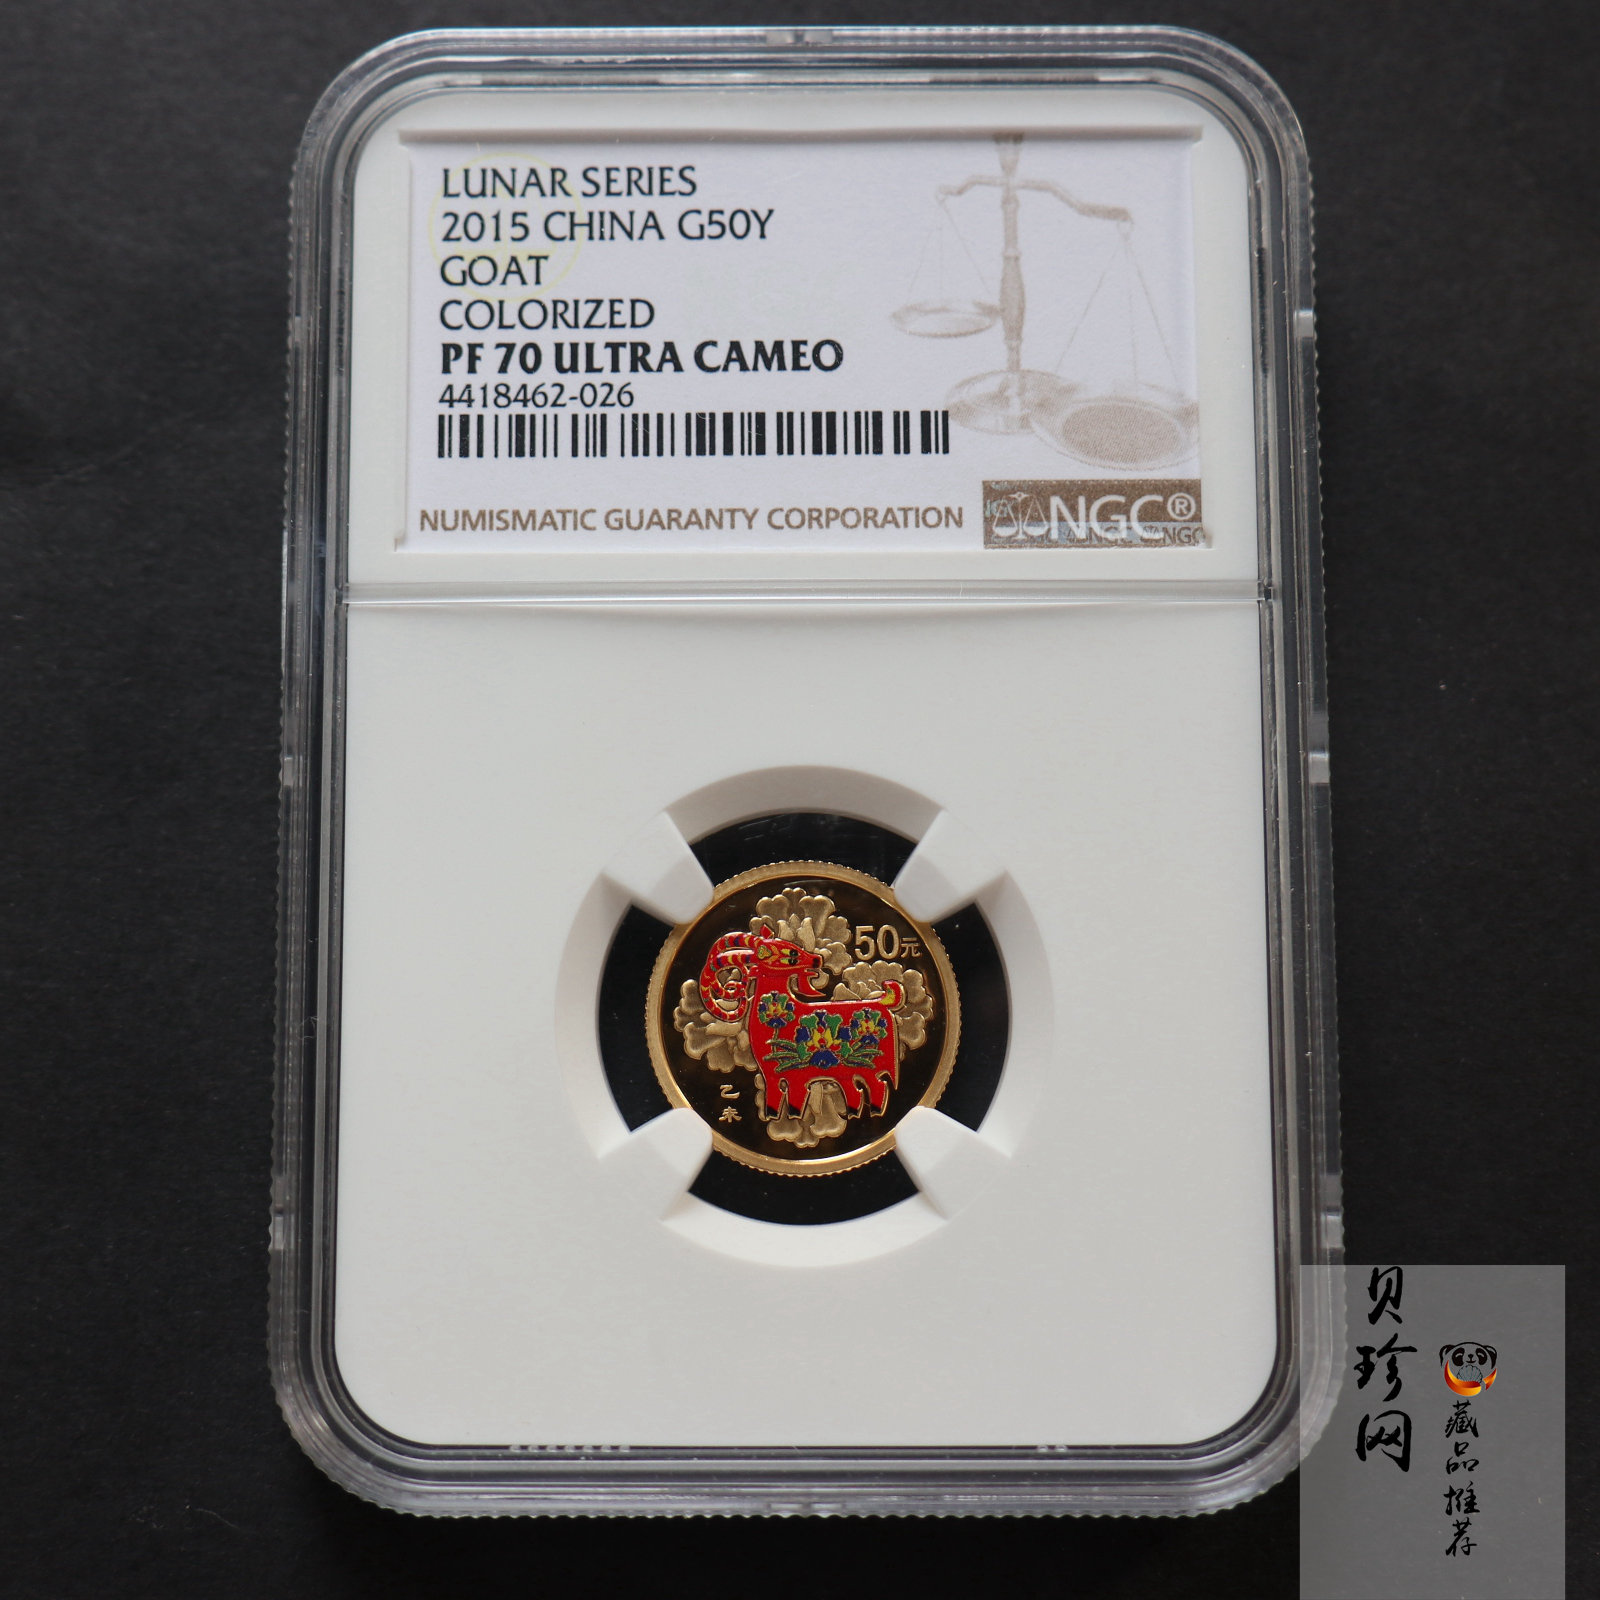 LUNAR SERIES
2015 CHINA G50Y
GOAT
COLORIZED
PF 70 ULTRA CAMEO
4418462-026
NUMISMATIC GUARANTY CORPORATION
NGC®
50元
乙未
贝珍网
藏品推荐